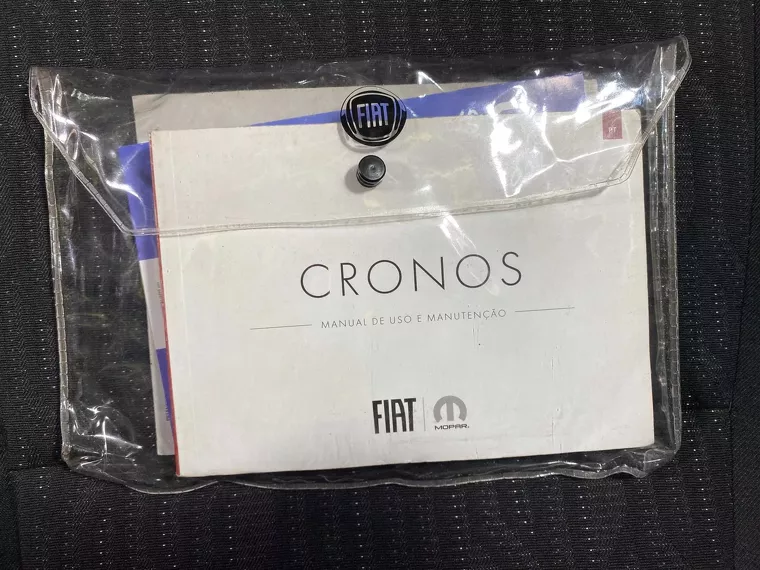 FIAT
CRONOS
MANUAL DE USO E MANUTENÇÃO
FIAT
MOPAR.